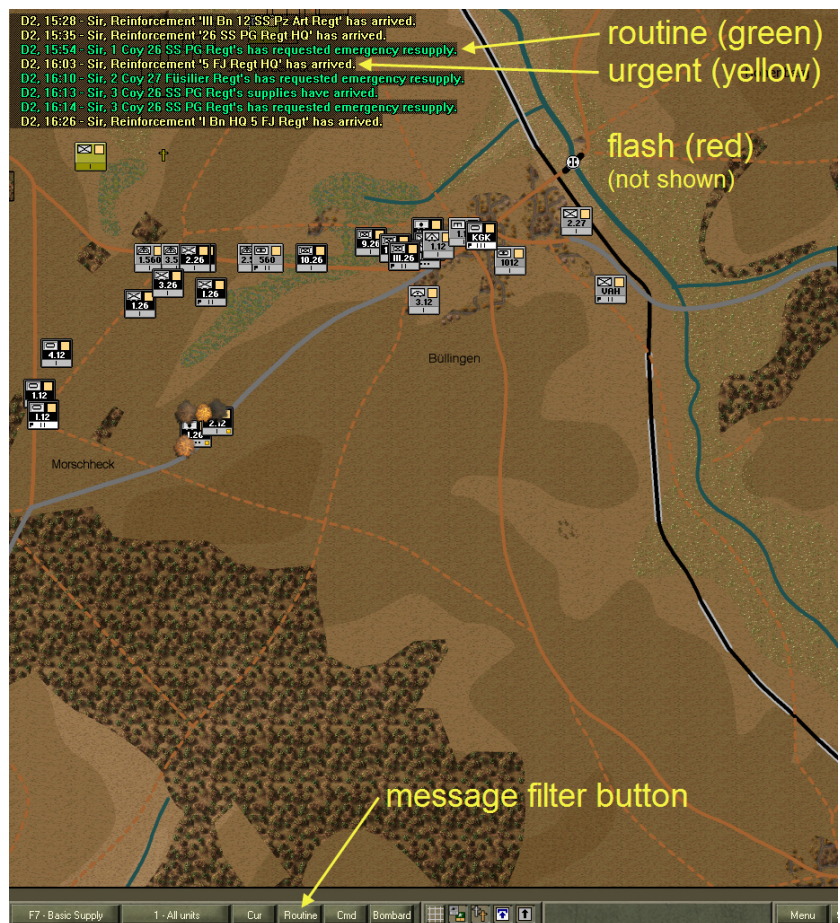 D2, 15:28 - Sir, Reinforcement 'III Bn 12 SS Pz Art Regt' has arrived.
D2, 15:35 - Sir, Reinforcement '26 SS PG Regt HQ' has arrived.
D2, 15:54 - Sir, 1 Coy 26 SS PG Regt's has requested emergency resupply.
D2, 16:03 - Sir, Reinforcement '5 FJ Regt HQ' has arrived.
D2, 16:10 - Sir, 2 Coy 27 Füsilier Regt's has requested emergency resupply.
D2, 16:13 - Sir, 3 Coy 26 SS PG Regt's supplies have arrived.
D2, 16:14 - Sir, 3 Coy 26 SS PG Regt's has requested emergency resupply.
D2, 16:26 - Sir, Reinforcement 'I Bn HQ 5 FJ Regt' has arrived.
routine (green)
urgent (yellow)
flash (red)
(not shown)
2.27
KGK
1.12
9.26
III.26
1012
1.560
3.5
2.26
2.5
560
10.26
3.26
1.26
I.26
3.12
VAH
Büllingen
4.12
1.12
I.12
2.12
1.26
Morschheck
message filter button
F7 - Basic Supply
1 - All units
Cur
Routine
Cmd
Bombard
Menu